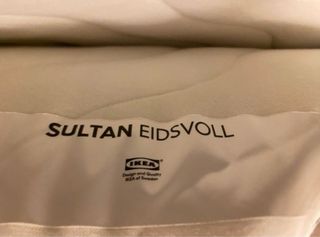 SULTAN EIDSVOLL
IKEA
Design and Quality
IKEA of Sweden